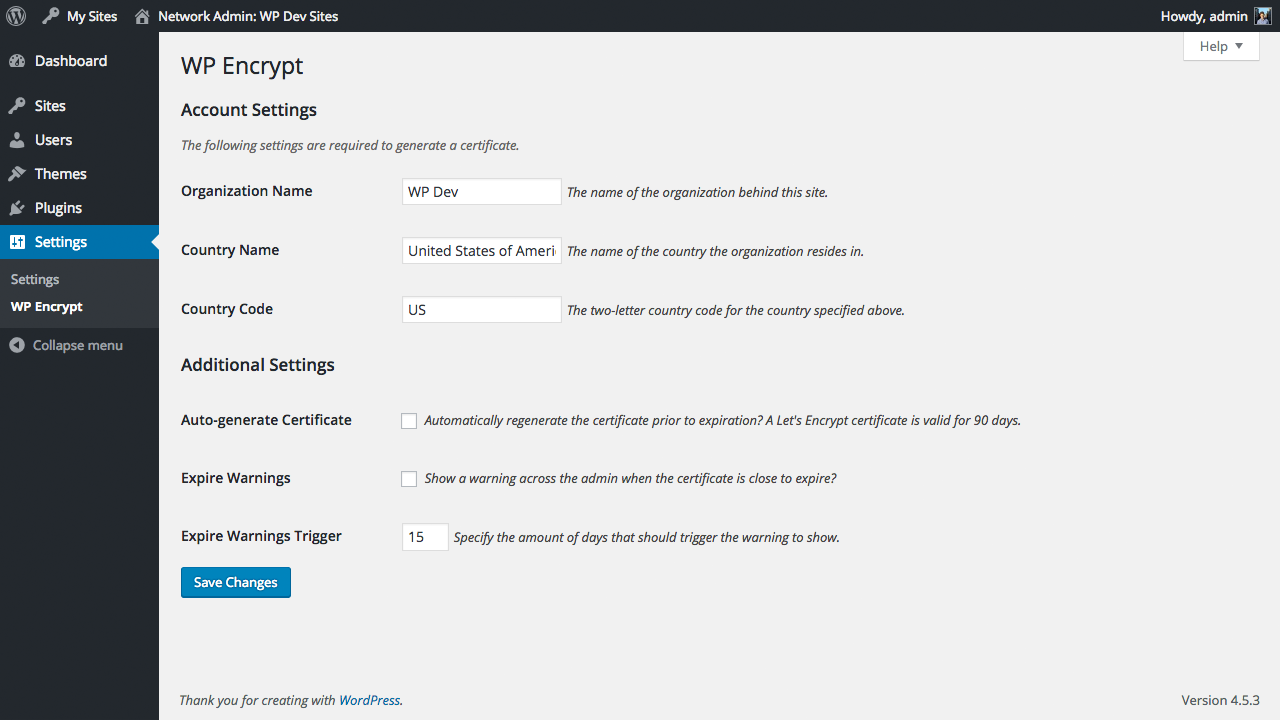 My Sites Network Admin: WP Dev Sites Howdy, admin
Help
Dashboard
Sites
Users
Themes
Plugins
Settings
Settings
WP Encrypt
Collapse menu
WP Encrypt
Account Settings
The following settings are required to generate a certificate.
Organization Name WP Dev The name of the organization behind this site.
Country Name United States of Ameri The name of the country the organization resides in.
Country Code US The two-letter country code for the country specified above.
Additional Settings
Auto-generate Certificate Automatically regenerate the certificate prior to expiration? A Let's Encrypt certificate is valid for 90 days.
Expire Warnings Show a warning across the admin when the certificate is close to expire?
Expire Warnings Trigger 15 Specify the amount of days that should trigger the warning to show.
Save Changes
Thank you for creating with WordPress. Version 4.5.3